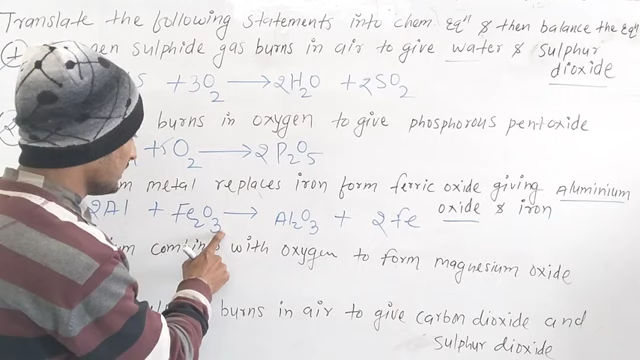 Translate the following statements into chem Eqⁿ & then balance the Eqⁿ
sulphide gas burns in air to give water & sulphur
dioxide
+3O₂ → 2H₂O +2SO₂
burns in oxygen to give phosphorous pentoxide
+5O₂ → 2P₂O₅
metal replaces iron form ferric oxide giving Aluminium
oxide & iron
2Al + Fe₂O₃ → Al₂O₃ + 2Fe
combines with oxygen to form magnesium oxide
burns in air to give carbon dioxide and
Sulphur dioxide